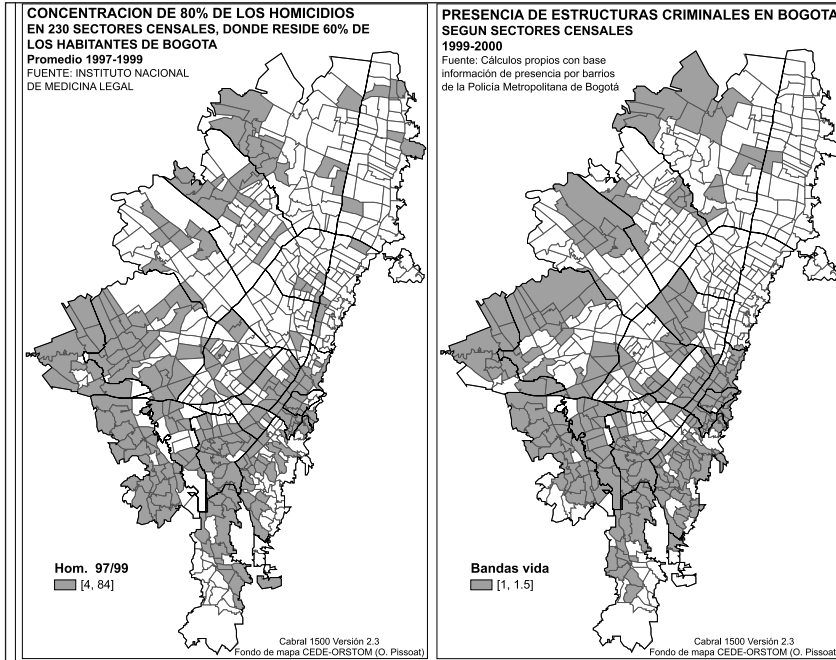 CONCENTRACION DE 80% DE LOS HOMICIDIOS
EN 230 SECTORES CENSALES, DONDE RESIDE 60% DE
LOS HABITANTES DE BOGOTA
Promedio 1997-1999
FUENTE: INSTITUTO NACIONAL
DE MEDICINA LEGAL
Hom. 97/99
[4, 84]
Cabral 1500 Versión 2.3
Fondo de mapa CEDE-ORSTOM (O. Pissoat)
PRESENCIA DE ESTRUCTURAS CRIMINALES EN BOGOTA
SEGUN SECTORES CENSALES
1999-2000
Fuente: Cálculos propios con base
información de presencia por barrios
de la Policía Metropolitana de Bogotá
Bandas vida
[1, 1.5]
Cabral 1500 Versión 2.3
Fondo de mapa CEDE-ORSTOM (O. Pissoat)